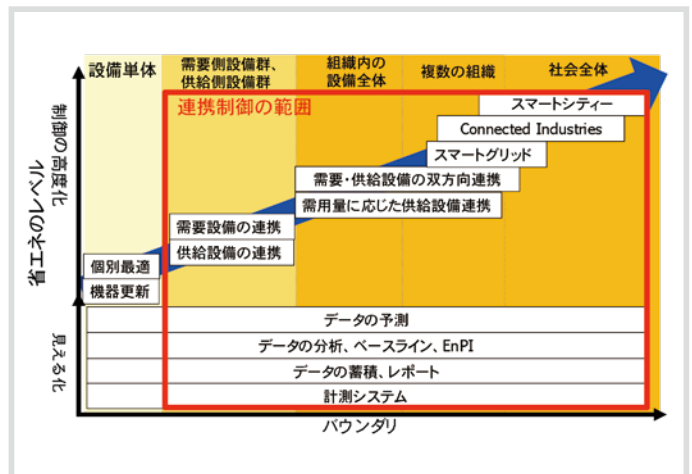 設備単体
需要側設備群、
供給側設備群
組織内の
設備全体
複数の組織
社会全体
連携制御の範囲
スマートシティー
Connected Industries
スマートグリッド
需要・供給設備の双方向連携
需用量に応じた供給設備連携
需要設備の連携
供給設備の連携
個別最適
機器更新
データの予測
データの分析、ベースライン、EnPI
データの蓄積、レポート
計測システム
省エネのレベル
制御の高度化
見える化
バウンダリ